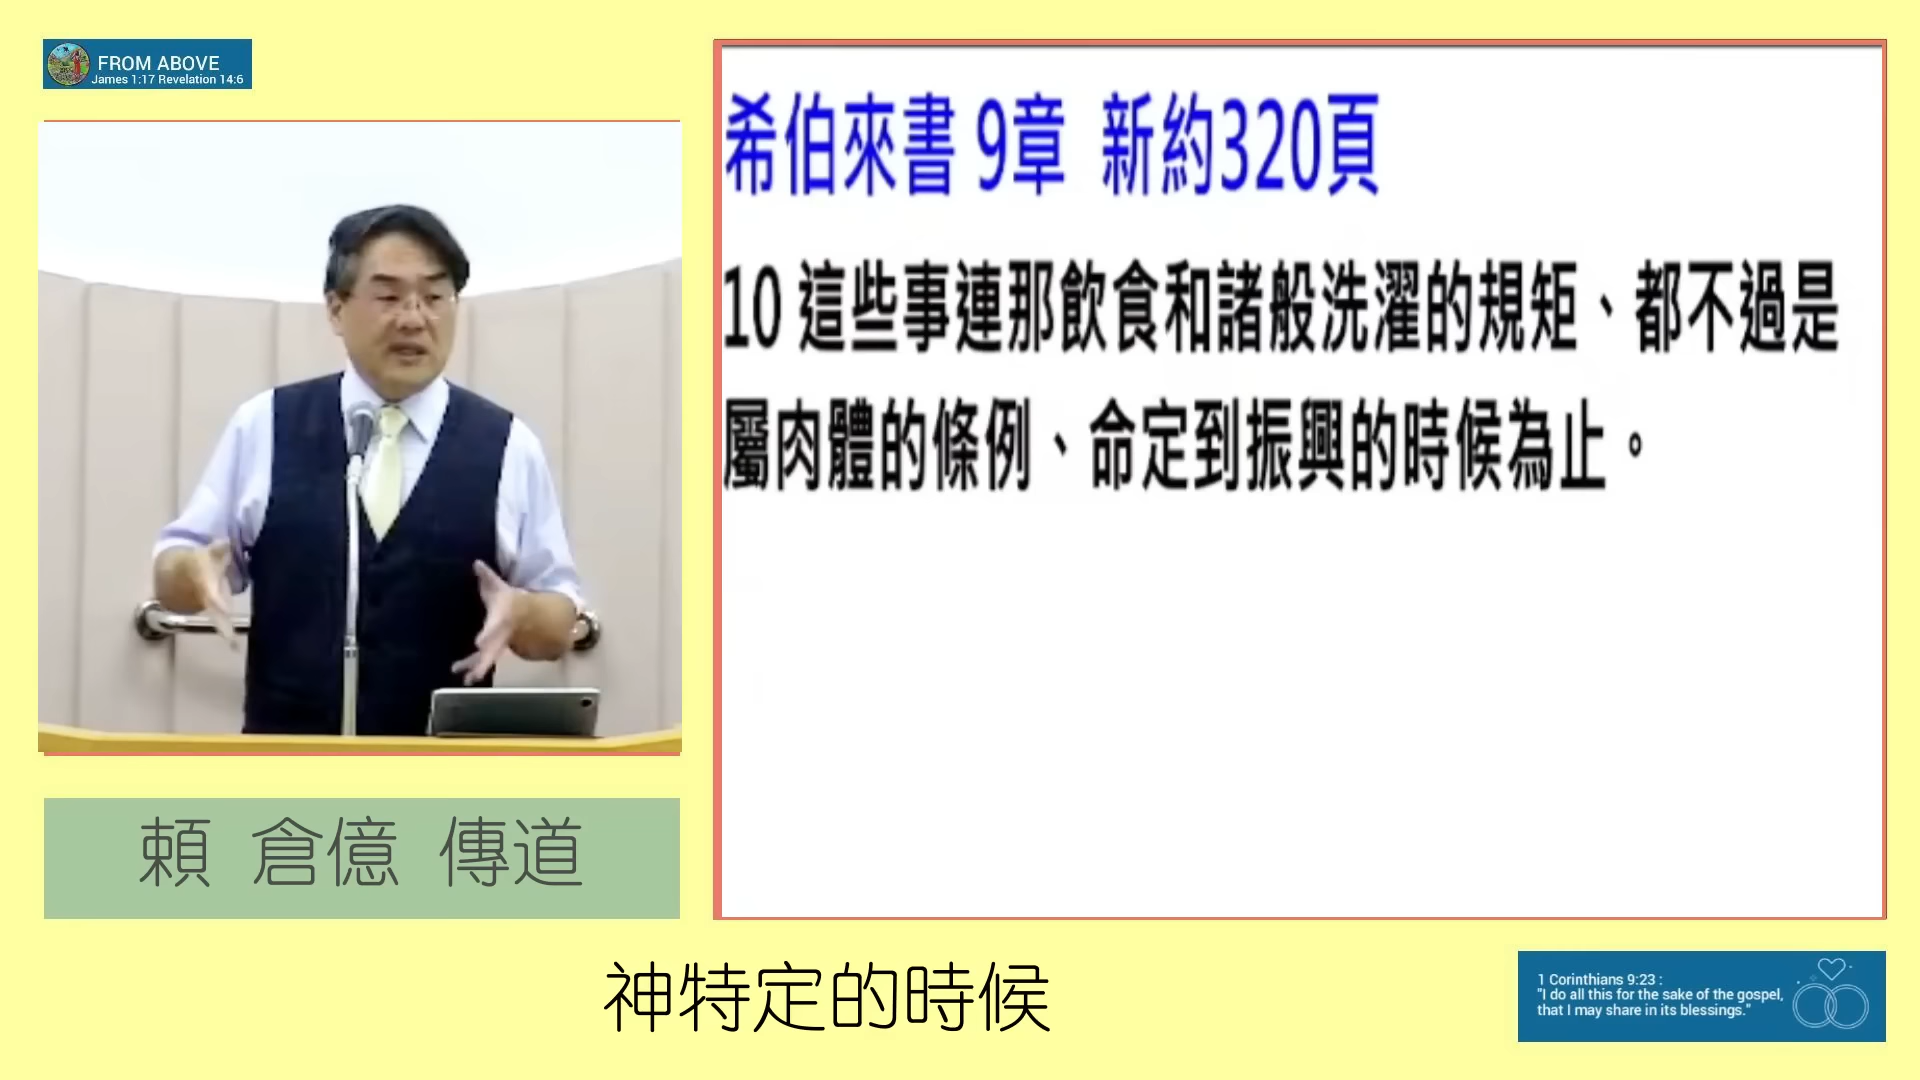 FROM ABOVE
James 1:17 Revelation 14:6
希伯來書 9章 新約320頁
10 這些事連那飲食和諸般洗濯的規矩、都不過是
屬肉體的條例、命定到振興的時候為止。
賴 倉億 傳道
神特定的時候
1 Corinthians 9:23 :
"I do all this for the sake of the gospel,
that I may share in its blessings."